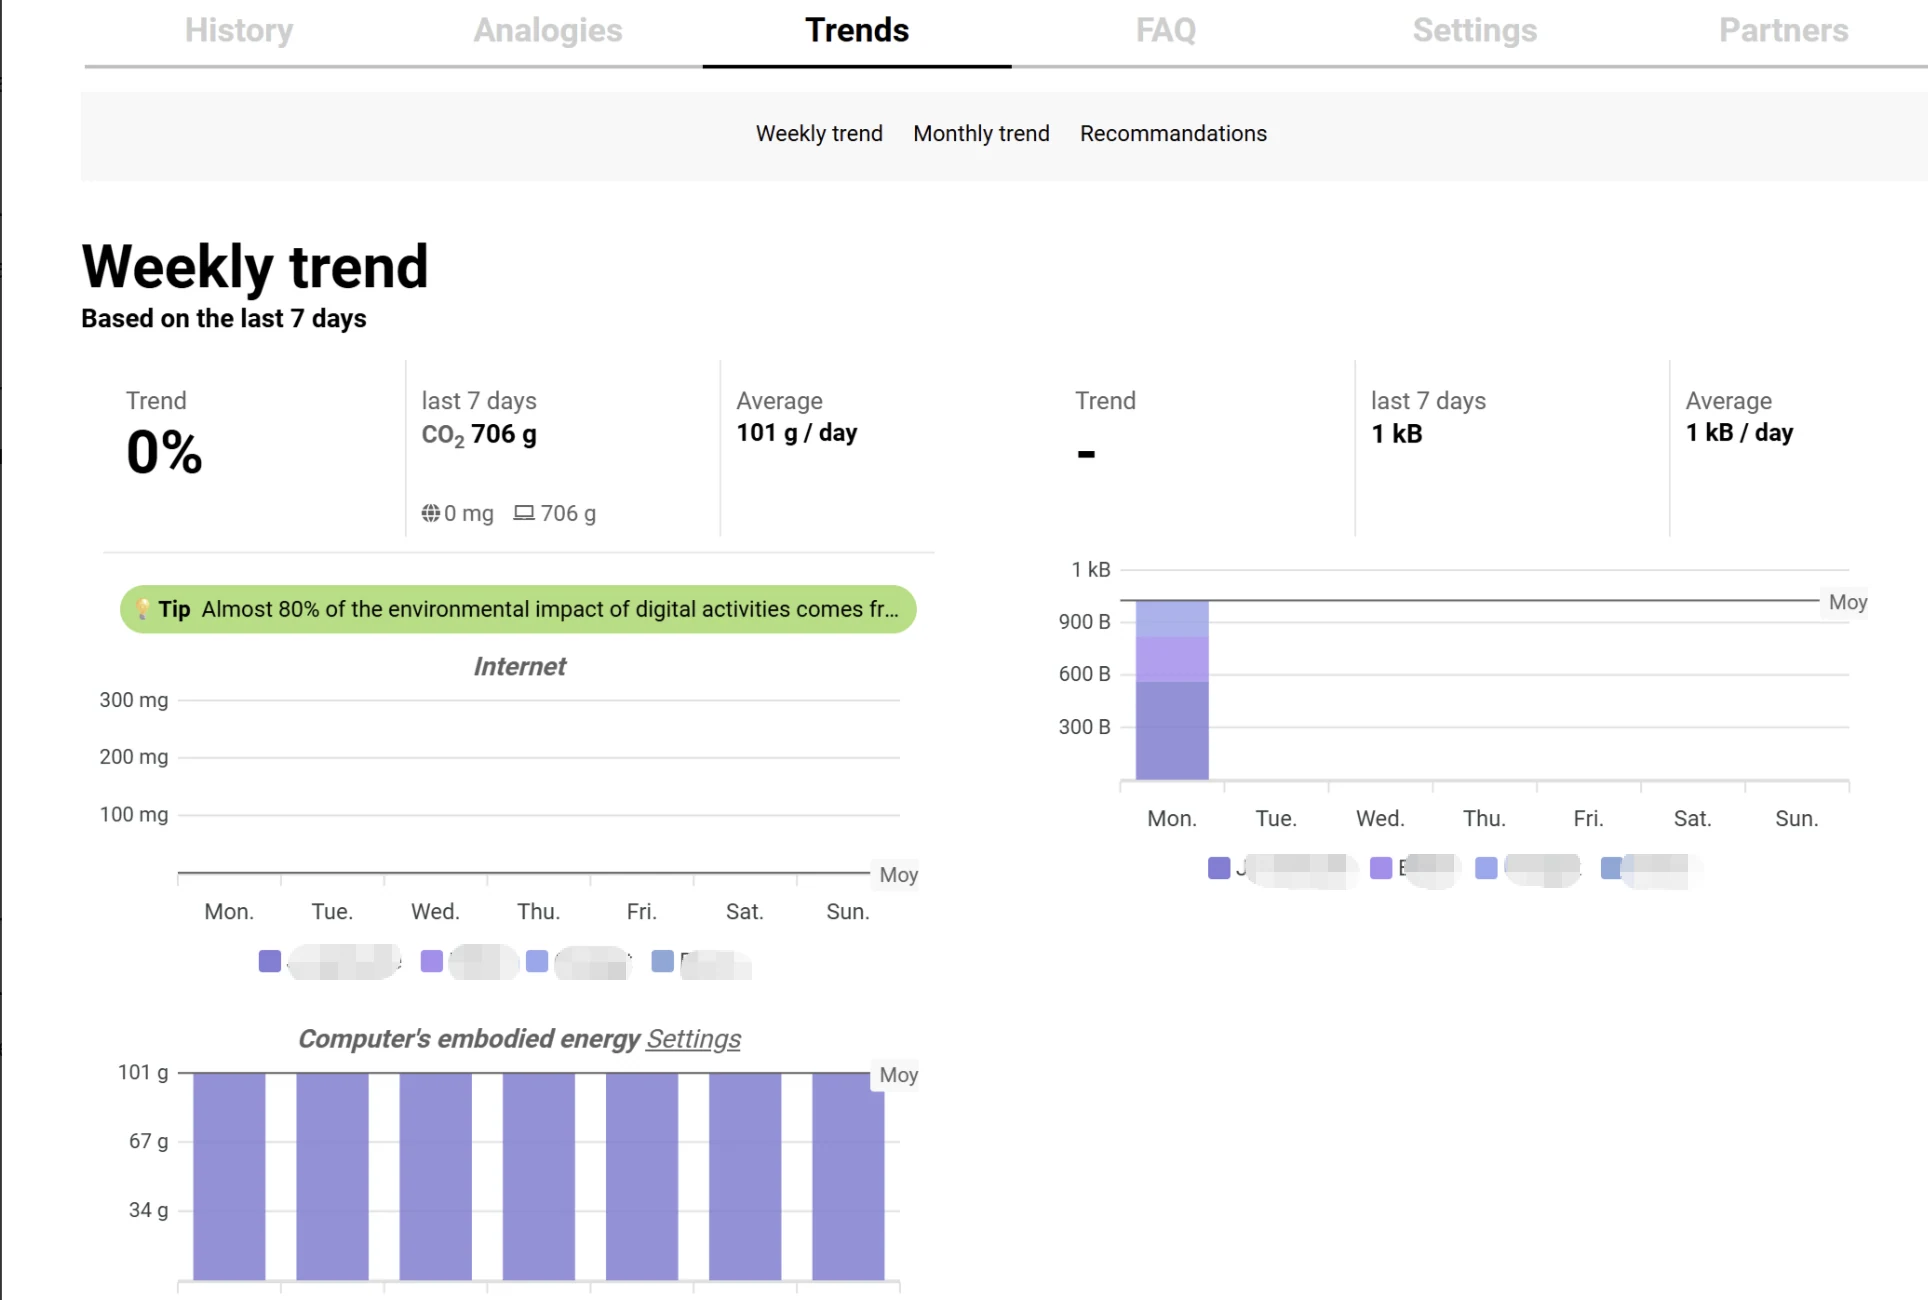 History Analogies Trends FAQ Settings Partners
Weekly trend Monthly trend Recommandations
Weekly trend
Based on the last 7 days
Trend
0%
last 7 days
CO₂ 706 g
0 mg 706 g
Average
101 g / day
Tip Almost 80% of the environmental impact of digital activities comes fr...
Internet
300 mg
200 mg
100 mg
Moy
Mon. Tue. Wed. Thu. Fri. Sat. Sun.
Computer's embodied energy Settings
101 g
Moy
67 g
34 g
Trend
-
last 7 days
1 kB
Average
1 kB / day
1 kB
Moy
900 B
600 B
300 B
Mon. Tue. Wed. Thu. Fri. Sat. Sun.